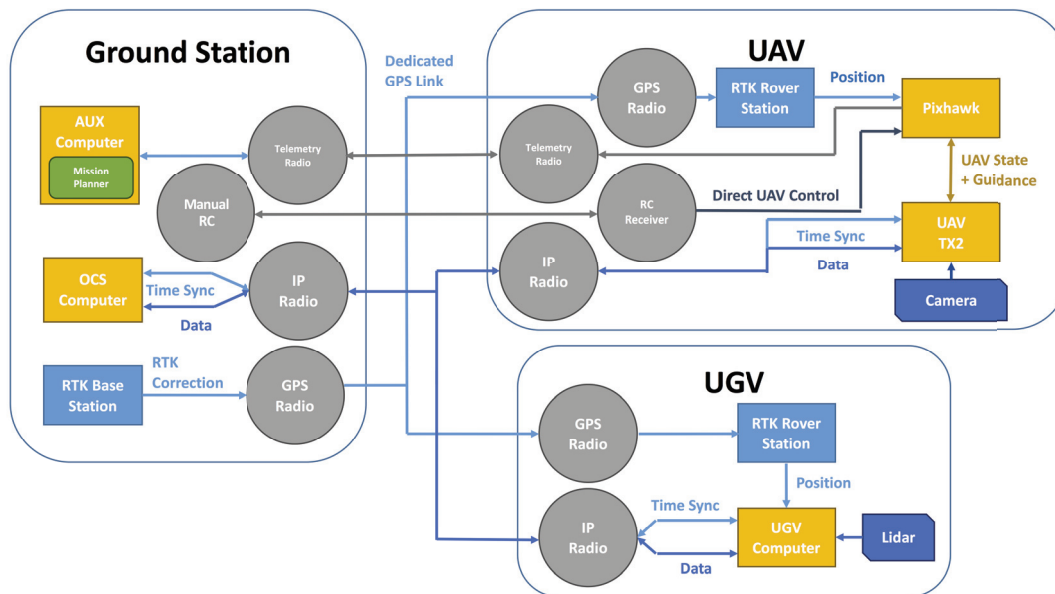 Ground Station
AUX
Computer
Mission
Planner
Telemetry
Radio
Manual
RC
OCS
Computer
Time Sync
Data
IP
Radio
RTK Base
Station
RTK
Correction
GPS
Radio
Dedicated
GPS Link
UAV
GPS
Radio
RTK Rover
Station
Position
Pixhawk
Telemetry
Radio
RC
Receiver
Direct UAV Control
UAV State
+ Guidance
IP
Radio
Time Sync
Data
UAV
TX2
Camera
UGV
GPS
Radio
RTK Rover
Station
Position
IP
Radio
Time Sync
Data
UGV
Computer
Lidar